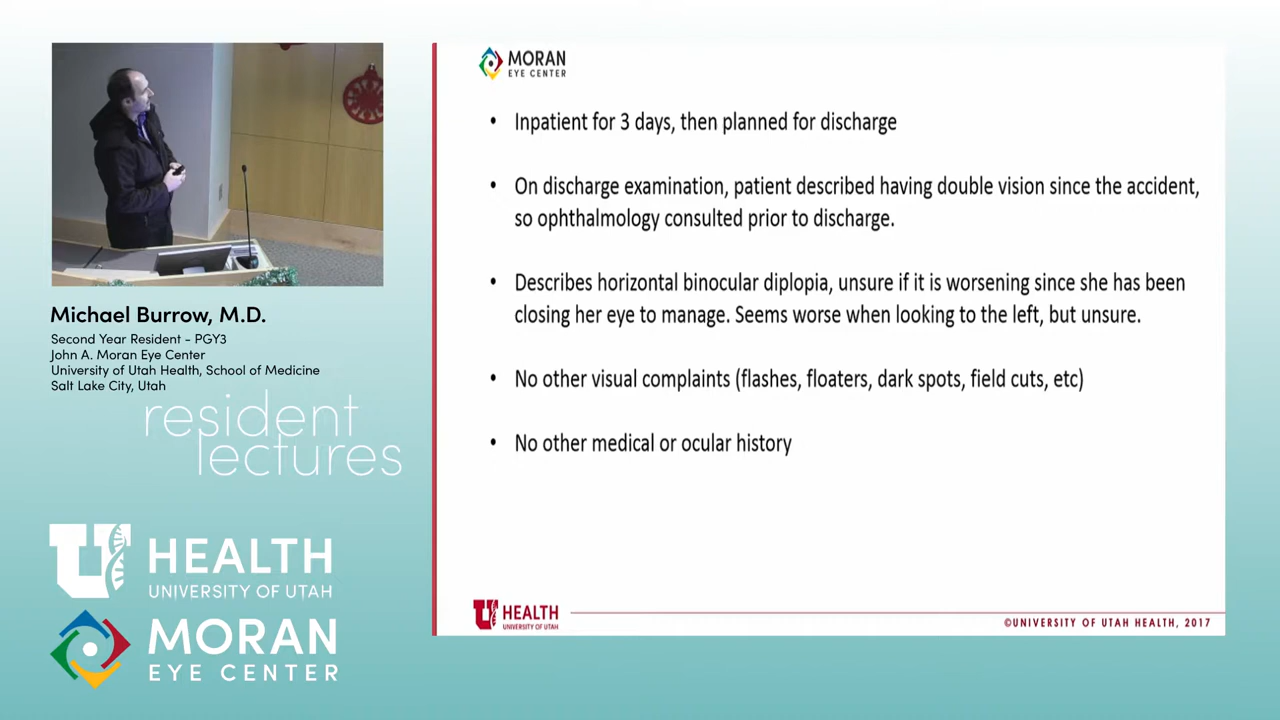 MORAN
EYE CENTER
• Inpatient for 3 days, then planned for discharge
• On discharge examination, patient described having double vision since the accident,
so ophthalmology consulted prior to discharge.
• Describes horizontal binocular diplopia, unsure if it is worsening since she has been
closing her eye to manage. Seems worse when looking to the left, but unsure.
• No other visual complaints (flashes, floaters, dark spots, field cuts, etc)
• No other medical or ocular history
U HEALTH
UNIVERSITY OF UTAH
©UNIVERSITY OF UTAH HEALTH, 2017
Michael Burrow, M.D.
Second Year Resident - PGY3
John A. Moran Eye Center
University of Utah Health, School of Medicine
Salt Lake City, Utah
resident
lectures
U HEALTH
UNIVERSITY OF UTAH
MORAN
EYE CENTER